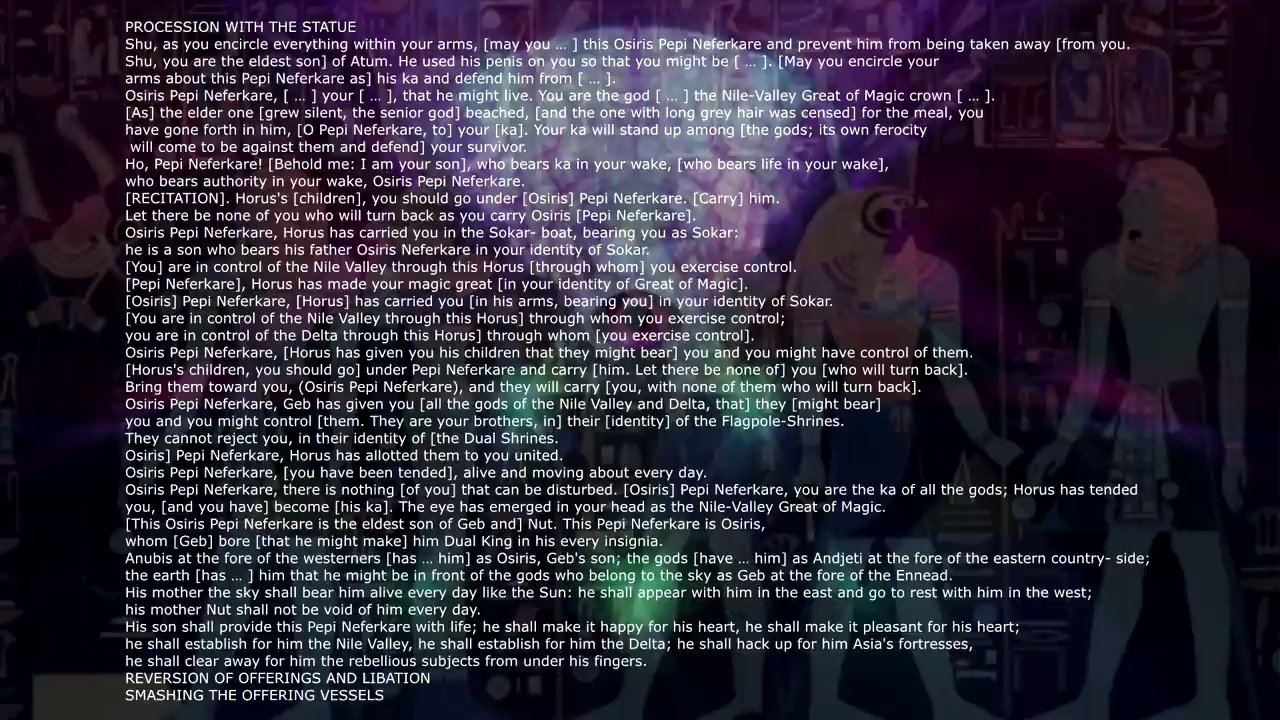 PROCESSION WITH THE STATUE
Shu, as you encircle everything within your arms, [may you … ] this Osiris Pepi Neferkare and prevent him from being taken away [from you.
Shu, you are the eldest son] of Atum. He used his penis on you so that you might be [ … ]. [May you encircle your
arms about this Pepi Neferkare as] his ka and defend him from [ … ].
Osiris Pepi Neferkare, [ … ] your [ … ], that he might live. You are the god [ … ] the Nile-Valley Great of Magic crown [ … ].
[As] the elder one [grew silent, the senior god] beached, [and the one with long grey hair was censed] for the meal, you
have gone forth in him, [O Pepi Neferkare, to] your [ka]. Your ka will stand up among [the gods; its own ferocity
will come to be against them and defend] your survivor.
Ho, Pepi Neferkare! [Behold me: I am your son], who bears ka in your wake, [who bears life in your wake],
who bears authority in your wake, Osiris Pepi Neferkare.
[RECITATION]. Horus's [children], you should go under [Osiris] Pepi Neferkare. [Carry] him.
Let there be none of you who will turn back as you carry Osiris [Pepi Neferkare].
Osiris Pepi Neferkare, Horus has carried you in the Sokar- boat, bearing you as Sokar:
he is a son who bears his father Osiris Neferkare in your identity of Sokar.
[You] are in control of the Nile Valley through this Horus [through whom] you exercise control.
[Pepi Neferkare], Horus has made your magic great [in your identity of Great of Magic].
[Osiris] Pepi Neferkare, [Horus] has carried you [in his arms, bearing you] in your identity of Sokar.
[You are in control of the Nile Valley through this Horus] through whom you exercise control;
you are in control of the Delta through this Horus] through whom [you exercise control].
Osiris Pepi Neferkare, [Horus has given you his children that they might bear] you and you might have control of them.
[Horus's children, you should go] under Pepi Neferkare and carry [him. Let there be none of] you [who will turn back].
Bring them toward you, (Osiris Pepi Neferkare), and they will carry [you, with none of them who will turn back].
Osiris Pepi Neferkare, Geb has given you [all the gods of the Nile Valley and Delta, that] they [might bear]
you and you might control [them. They are your brothers, in] their [identity] of the Flagpole-Shrines.
They cannot reject you, in their identity of [the Dual Shrines.
Osiris] Pepi Neferkare, Horus has allotted them to you united.
Osiris Pepi Neferkare, [you have been tended], alive and moving about every day.
Osiris Pepi Neferkare, there is nothing [of you] that can be disturbed. [Osiris] Pepi Neferkare, you are the ka of all the gods; Horus has tended
you, [and you have] become [his ka]. The eye has emerged in your head as the Nile-Valley Great of Magic.
[This Osiris Pepi Neferkare is the eldest son of Geb and] Nut. This Pepi Neferkare is Osiris,
whom [Geb] bore [that he might make] him Dual King in his every insignia.
Anubis at the fore of the westerners [has … him] as Osiris, Geb's son; the gods [have … him] as Andjeti at the fore of the eastern country- side;
the earth [has … ] him that he might be in front of the gods who belong to the sky as Geb at the fore of the Ennead.
His mother the sky shall bear him alive every day like the Sun: he shall appear with him in the east and go to rest with him in the west;
his mother Nut shall not be void of him every day.
His son shall provide this Pepi Neferkare with life; he shall make it happy for his heart, he shall make it pleasant for his heart;
he shall establish for him the Nile Valley, he shall establish for him the Delta; he shall hack up for him Asia's fortresses,
he shall clear away for him the rebellious subjects from under his fingers.
REVERSION OF OFFERINGS AND LIBATION
SMASHING THE OFFERING VESSELS